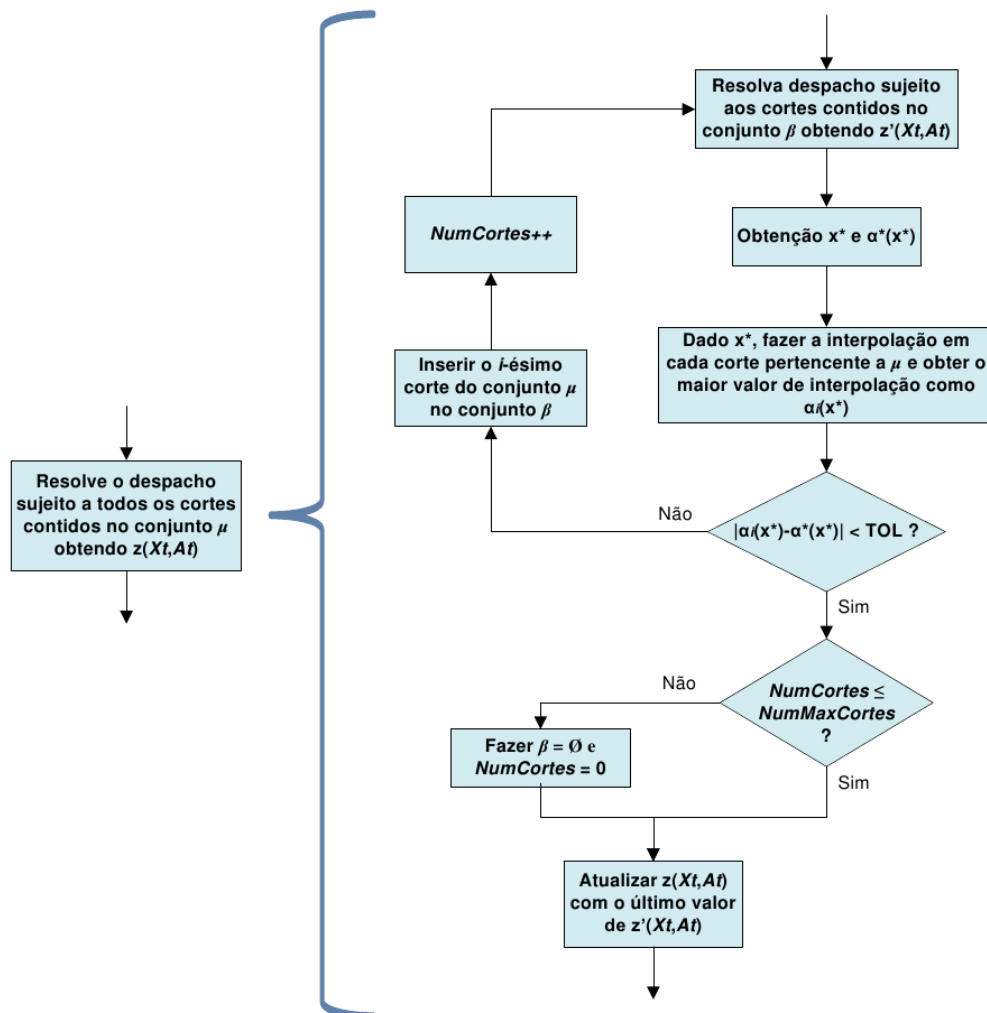 Resolva despacho sujeito
aos cortes contidos no
conjunto β obtendo z’(Xt,At)
NumCortes++
Obtenção x* e α*(x*)
Dado x*, fazer a interpolação em
cada corte pertencente a μ e obter o
maior valor de interpolação como
αi(x*)
Inserir o i-ésimo
corte do conjunto μ
no conjunto β
Resolve o despacho
sujeito a todos os cortes
contidos no conjunto μ
obtendo z(Xt,At)
Não
|αi(x*)-α*(x*)| < TOL ?
Sim
Não
NumCortes ≤
NumMaxCortes
?
Fazer β = Ø e
NumCortes = 0
Sim
Atualizar z(Xt,At)
com o último valor
de z’(Xt,At)